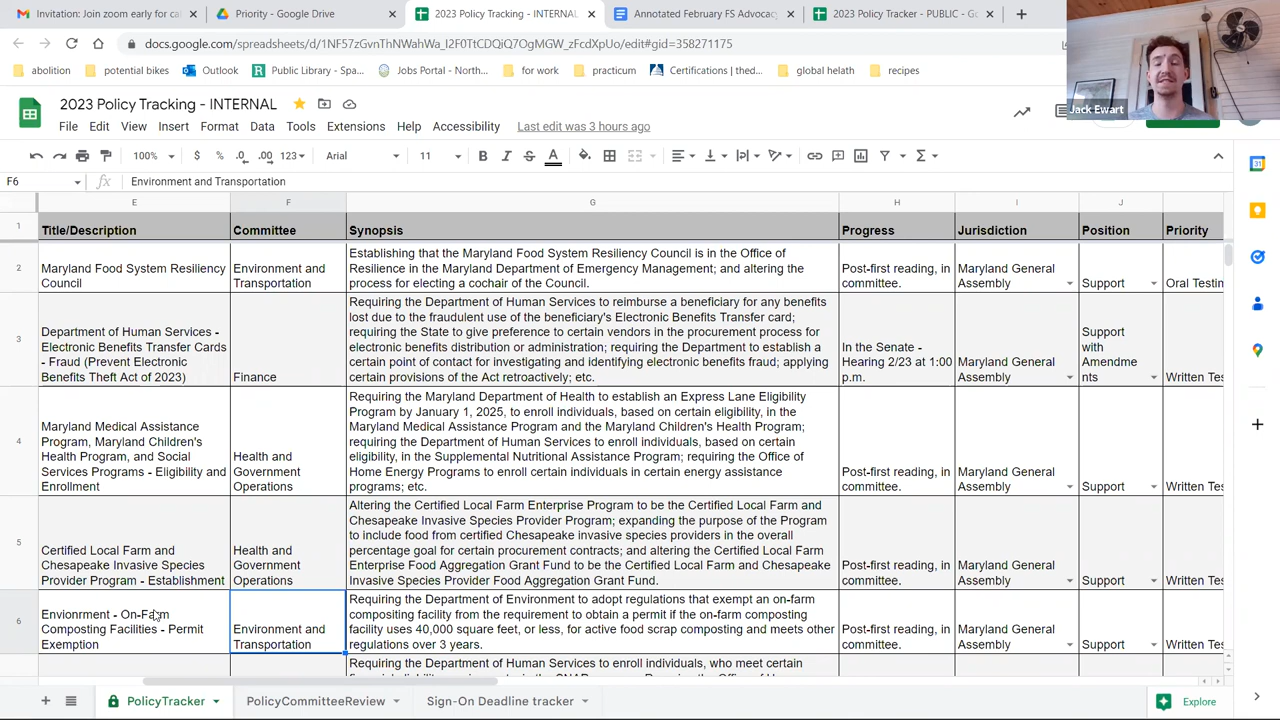 Invitation: Join zoom early for cal
Priority - Google Drive
2023 Policy Tracking - INTERNAL
Annotated February FS Advocacy
2023 Policy Tracker - PUBLIC - Go
docs.google.com/spreadsheets/d/1NF57zGvnThNWahWa_I2F0TtCDQiQ7OgMGW_zFcdXpUo/edit#gid=358271175
abolition
potential bikes
Outlook
Public Library - Spa...
Jobs Portal - North...
for work
practicum
Certifications | thed...
global helath
recipes
Jack Ewart
2023 Policy Tracking - INTERNAL
File Edit View Insert Format Data Tools Extensions Help Accessibility Last edit was 3 hours ago
100% $ % .0 .00 123 Arial 11 B I S A
F6 fx Environment and Transportation
E F G H I J
1 Title/Description Committee Synopsis Progress Jurisdiction Position Priority
2
Maryland Food System Resiliency
Council
Environment and
Transportation
Establishing that the Maryland Food System Resiliency Council is in the Office of
Resilience in the Maryland Department of Emergency Management; and altering the
process for electing a cochair of the Council.
Post-first reading, in
committee.
Maryland General
Assembly
Support
Oral Testin
3
Department of Human Services -
Electronic Benefits Transfer Cards
- Fraud (Prevent Electronic
Benefits Theft Act of 2023)
Finance
Requiring the Department of Human Services to reimburse a beneficiary for any benefits
lost due to the fraudulent use of the beneficiary's Electronic Benefits Transfer card;
requiring the State to give preference to certain vendors in the procurement process for
electronic benefits distribution or administration; requiring the Department to establish a
certain point of contact for investigating and identifying electronic benefits fraud; applying
certain provisions of the Act retroactively; etc.
In the Senate -
Hearing 2/23 at 1:00
p.m.
Maryland General
Assembly
Support
with
Amendme
nts
Written Tes
4
Maryland Medical Assistance
Program, Maryland Children's
Health Program, and Social
Services Programs - Eligibility and
Enrollment
Health and
Government
Operations
Requiring the Maryland Department of Health to establish an Express Lane Eligibility
Program by January 1, 2025, to enroll individuals, based on certain eligibility, in the
Maryland Medical Assistance Program and the Maryland Children's Health Program;
requiring the Department of Human Services to enroll individuals, based on certain
eligibility, in the Supplemental Nutritional Assistance Program; requiring the Office of
Home Energy Programs to enroll certain individuals in certain energy assistance
programs; etc.
Post-first reading, in
committee.
Maryland General
Assembly
Support
Written Tes
5
Certified Local Farm and
Chesapeake Invasive Species
Provider Program - Establishment
Health and
Government
Operations
Altering the Certified Local Farm Enterprise Program to be the Certified Local Farm and
Chesapeake Invasive Species Provider Program; expanding the purpose of the Program
to include food from certified Chesapeake invasive species providers in the overall
percentage goal for certain procurement contracts; and altering the Certified Local Farm
Enterprise Food Aggregation Grant Fund to be the Certified Local Farm and Chesapeake
Invasive Species Provider Food Aggregation Grant Fund.
Post-first reading, in
committee.
Maryland General
Assembly
Support
Written Tes
6
Envionrment - On-Farm
Composting Facilities - Permit
Exemption
Environment and
Transportation
Requiring the Department of Environment to adopt regulations that exempt an on-farm
compositing facility from the requirement to obtain a permit if the on-farm composting
facility uses 40,000 square feet, or less, for active food scrap composting and meets other
regulations over 3 years.
Post-first reading, in
committee.
Maryland General
Assembly
Support
Written Tes
Requiring the Department of Human Services to enroll individuals, who meet certain
PolicyTracker
PolicyCommitteeReview
Sign-On Deadline tracker
Explore